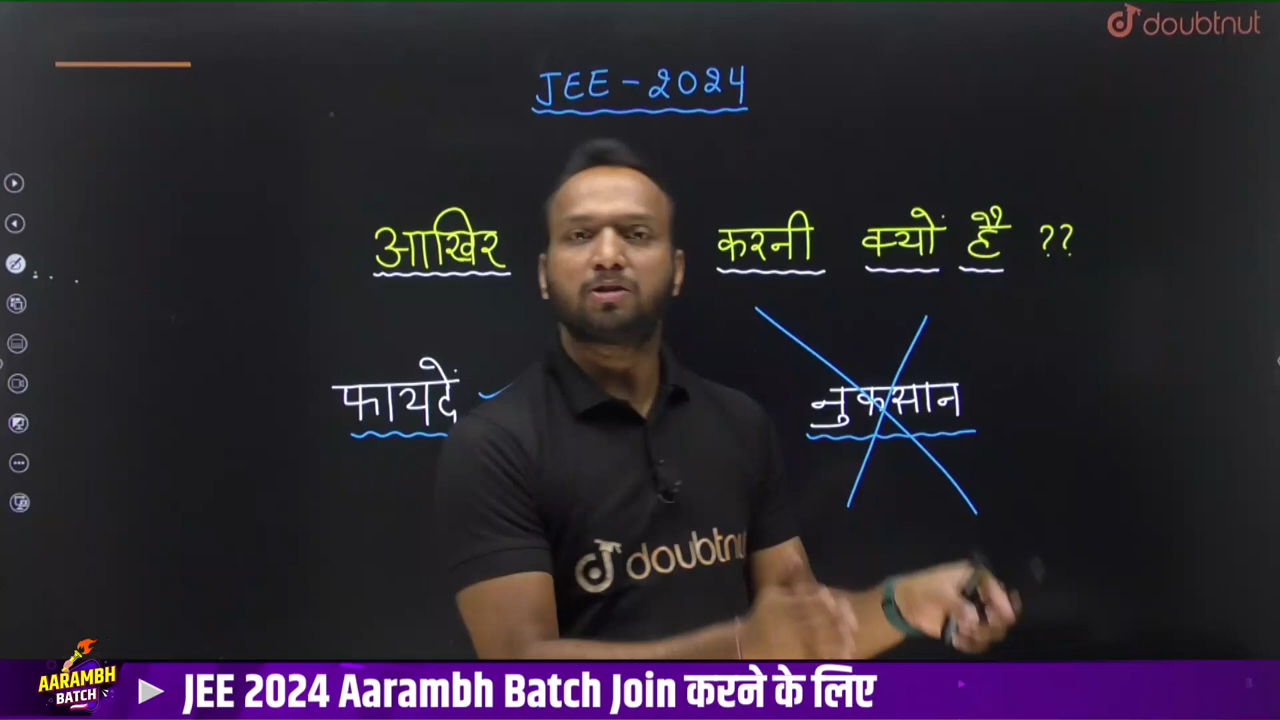 doubtnut
JEE - 2024
आखिर करनी क्यों है ??
फायदें नुकसान
doubtnut
AARAMBH
BATCH
JEE 2024 Aarambh Batch Join करने के लिए